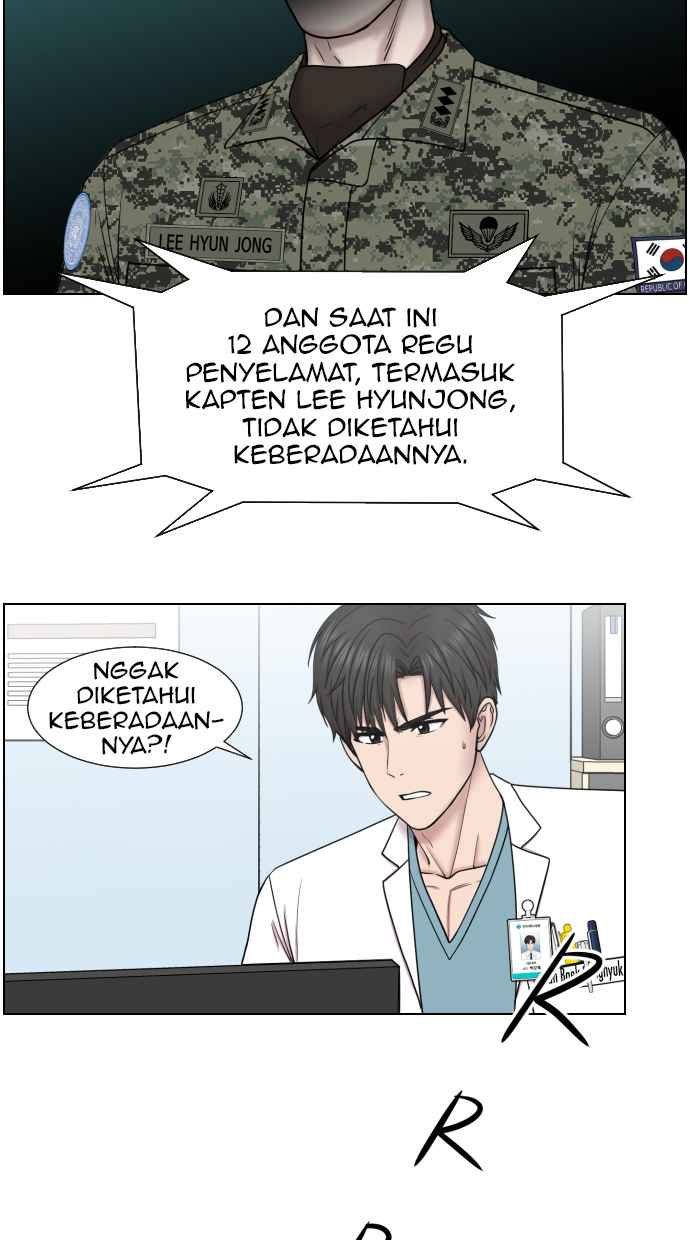 LEE HYUN JONG
REPUBLIC OF
DAN SAAT INI
12 ANGGOTA REGU
PENYELAMAT, TERMASUK
KAPTEN LEE HYUNJONG,
TIDAK DIKETAHUI
KEBERADAANNYA.
NGGAK
DIKETAHUI
KEBERADAAN-
NYA?!
R
R
R